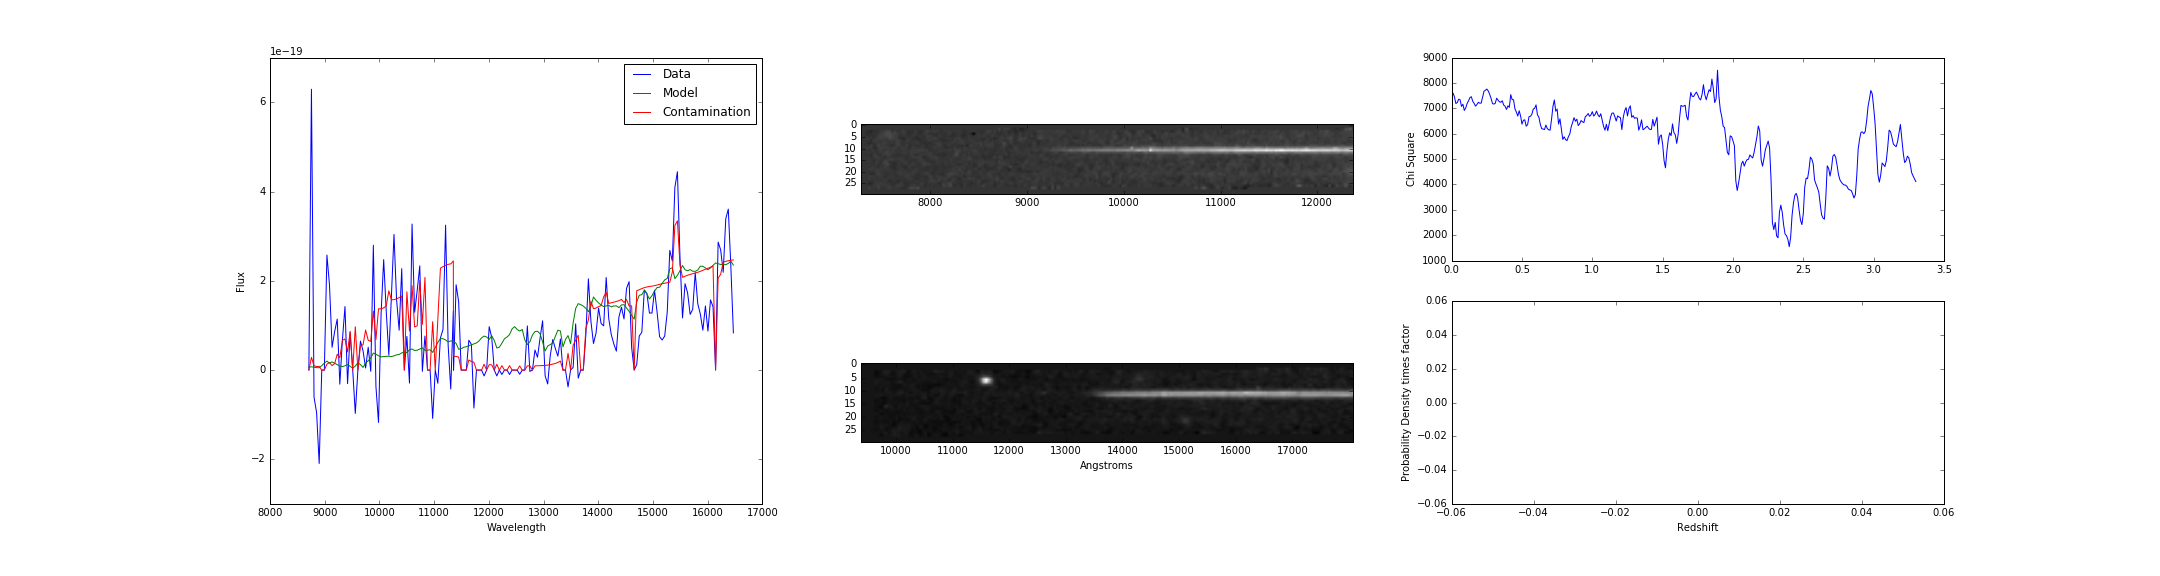 1e−19
6
4
2
0
−2
8000 9000 10000 11000 12000 13000 14000 15000 16000 17000
Wavelength
Flux
Data
Model
Contamination
0
5
10
15
20
25
8000 9000 10000 11000 12000
0
5
10
15
20
25
10000 11000 12000 13000 14000 15000 16000 17000
Angstroms
9000
8000
7000
6000
5000
4000
3000
2000
1000
0.0 0.5 1.0 1.5 2.0 2.5 3.0 3.5
Chi Square
0.06
0.04
0.02
0.00
−0.02
−0.04
−0.06
−0.06 −0.04 −0.02 0.00 0.02 0.04 0.06
Redshift
Probability Density times factor